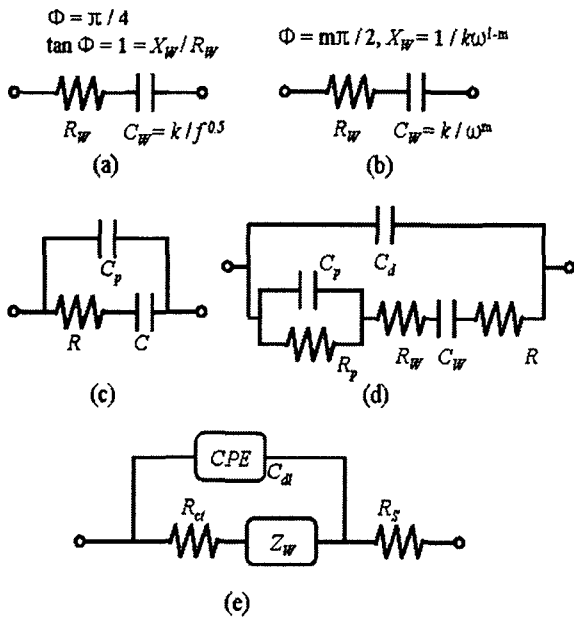 Φ = π / 4
tan Φ = 1 = X_W / R_W
R_W C_W = k / f^0.5
(a)
Φ = mπ / 2, X_W = 1 / kω^1-m
R_W C_W = k / ω^m
(b)
C_p
R C
(c)
C_d
C_p
R_p R_W C_W R
(d)
CPE
C_dl
R_ct Z_W R_S
(e)